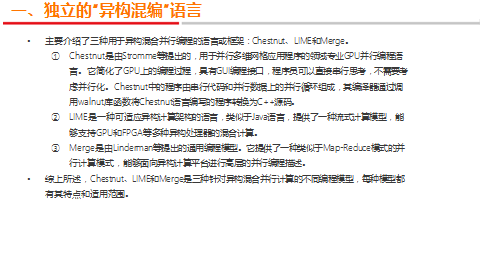 一、独立的“异构混编”语言
• 主要介绍了三种用于异构混合并行编程的语言或框架：Chestnut、LIME和Merge。
① Chestnut是由Stromme等提出的，用于并行多维网格应用程序的领域专业GPU并行编程语
言。它简化了GPU上的编程过程，具有GUI编程接口，程序员可以直接串行思考，不需要考
虑并行化。Chestnut中的程序由串行代码和并行数据上的并行循环组成，其编译器通过调
用walnut库函数将Chestnut语言编写的程序转换为C++源码。
② LIME是一种可适应异构计算架构的语言，类似于Java语言，提供了一种流式计算模型，能
够支持GPU和FPGA等多种异构处理器的混合计算。
③ Merge是由Linderman等提出的通用编程模型。它提供了一种类似于Map-Reduce模式的并
行计算模式，能够面向异构计算平台进行高层的并行编程描述。
• 综上所述，Chestnut、LIME和Merge是三种针对异构混合并行计算的不同编程模型，每种模型都
有其特点和适用范围。